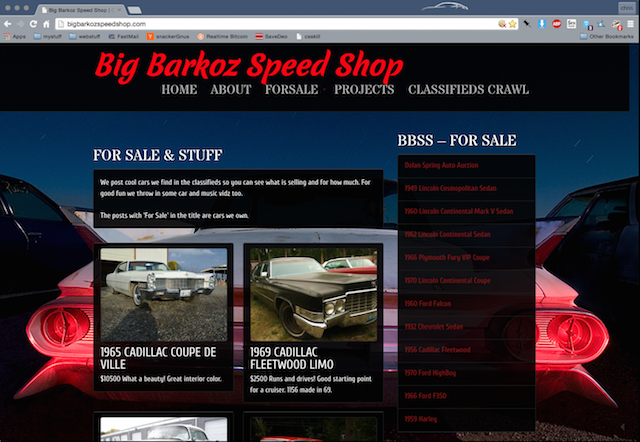 Big Barkoz Speed Shop | C
chris
bigbarkozspeedshop.com
Apps mystuff webstuff FastMail snackerGnus Realtime Bitcoin SaveDeo csskill Other Bookmarks
Big Barkoz Speed Shop
HOME ABOUT FORSALE PROJECTS CLASSIFIEDS CRAWL
FOR SALE & STUFF
We post cool cars we find in the classifieds so you can see what is selling and for how much. For
good fun we throw in some car and music vidz too.
The posts with 'For Sale' in the title are cars we own.
1965 CADILLAC COUPE DE
VILLE
$10500 What a beauty! Great interior color.
1969 CADILLAC
FLEETWOOD LIMO
$2500 Runs and drives! Good starting point
for a cruiser. 1156 made in 69.
BBSS – FOR SALE
Dolan Spring Auto Auction
1949 Lincoln Cosmopolitan Sedan
1960 Lincoln Continental Mark V Sedan
1962 Lincoln Continental Sedan
1966 Plymouth Fury VIP Coupe
1970 Lincoln Continental Coupe
1960 Ford Falcon
1932 Chevrolet Sedan
1956 Cadillac Fleetwood
1970 Ford HighBoy
1966 Ford F350
1959 Harley